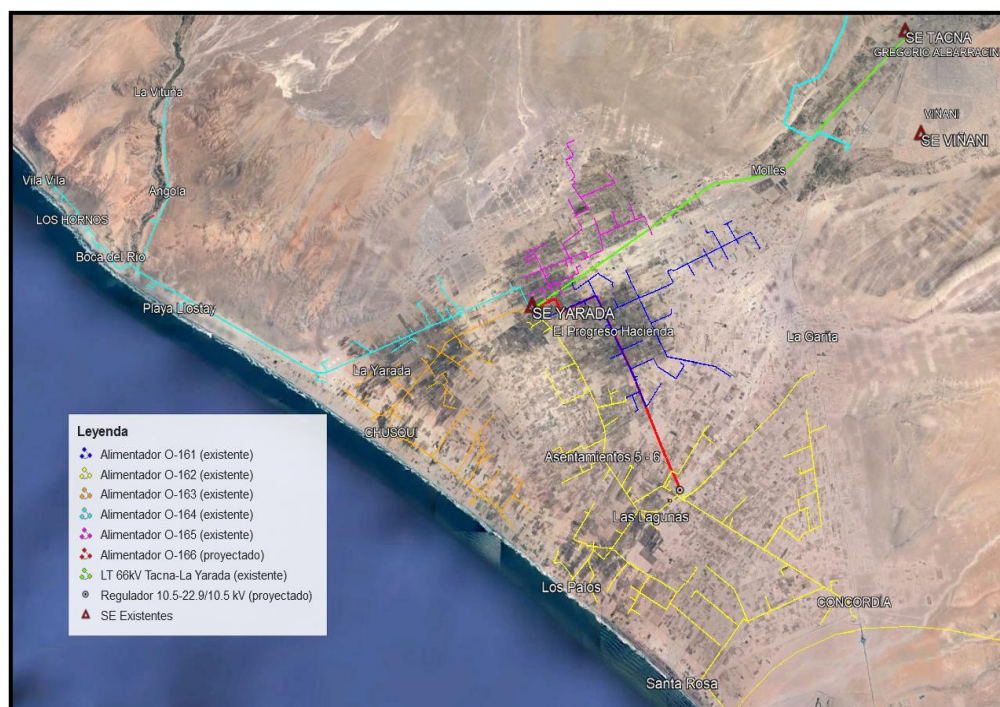 SE TACNA
GREGORIO ALBARRACIN
La Vituña
VIÑANI
SE VIÑANI
Molles
Vila Vila
Angola
LOS HORNOS
Boca del Río
Playa Llostay
SE YARADA
El Progreso Hacienda
La Garita
La Yarada
CHUSQUI
Asentamientos 5 - 6
Las Lagunas
Los Palos
CONCORDIA
Santa Rosa
Leyenda
Alimentador O-161 (existente)
Alimentador O-162 (existente)
Alimentador O-163 (existente)
Alimentador O-164 (existente)
Alimentador O-165 (existente)
Alimentador O-166 (proyectado)
LT 66kV Tacna-La Yarada (existente)
Regulador 10.5-22.9/10.5 kV (proyectado)
SE Existentes